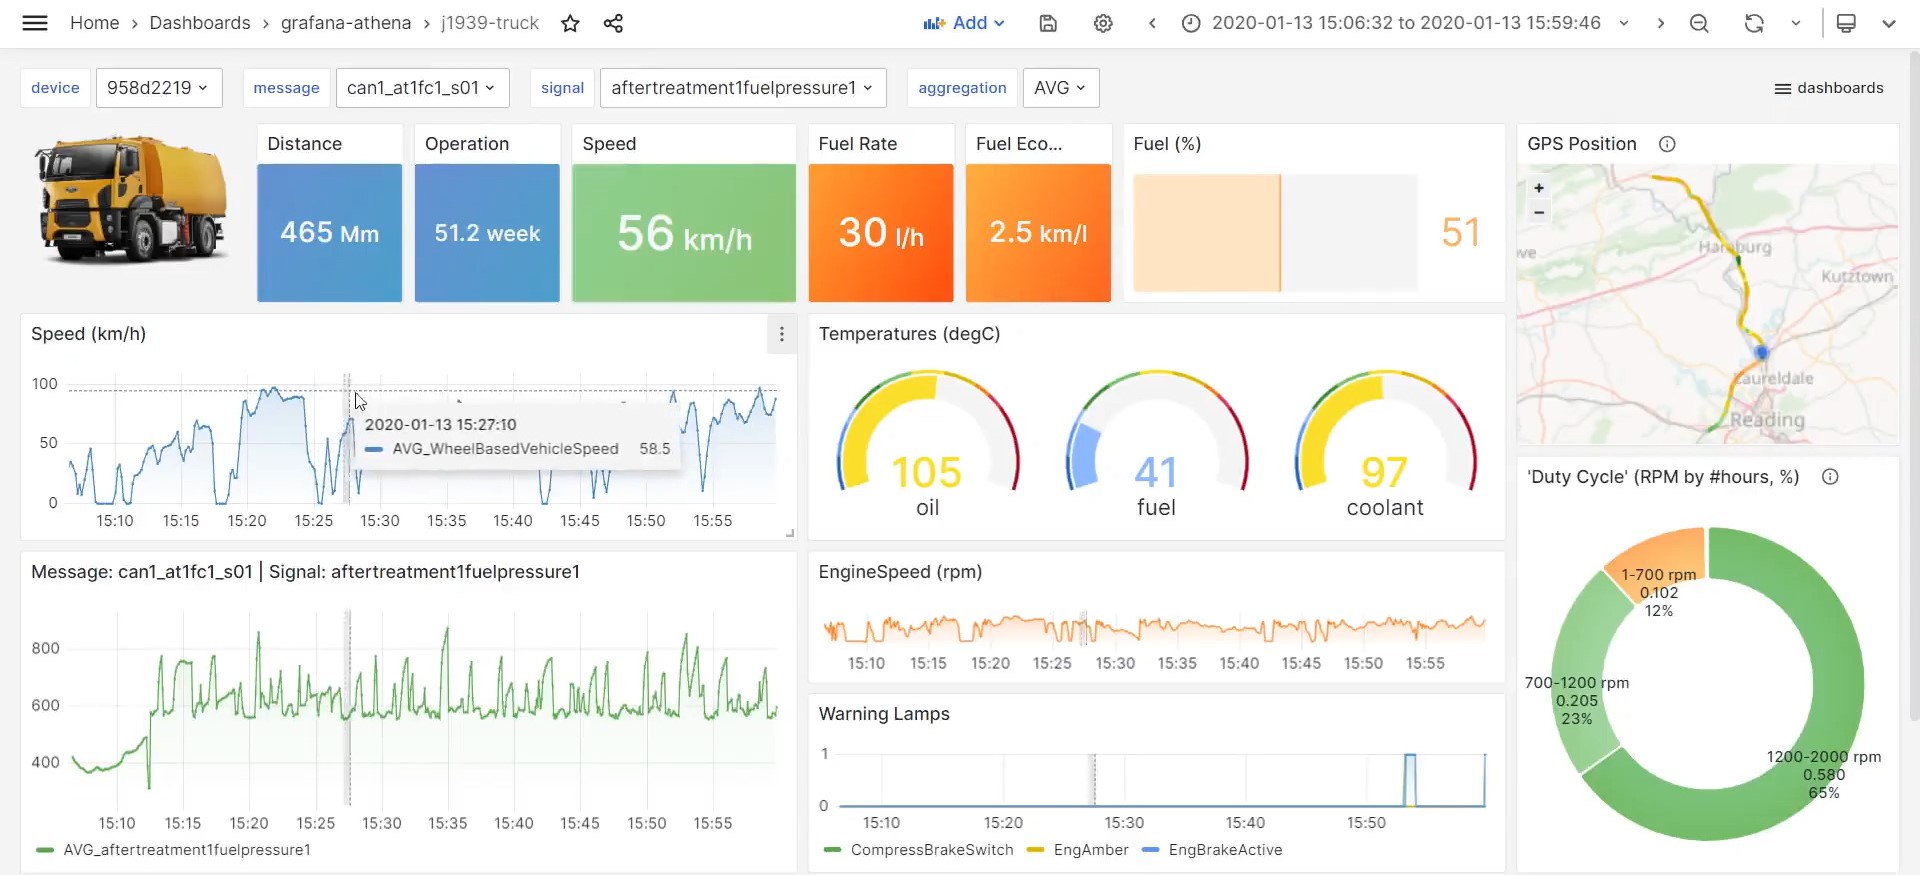 Home › Dashboards › grafana-athena › j1939-truck
Add
2020-01-13 15:06:32 to 2020-01-13 15:59:46
device 958d2219 message can1_at1fc1_s01 signal aftertreatment1fuelpressure1 aggregation AVG
dashboards
Distance
465 Mm
Operation
51.2 week
Speed
56 km/h
Fuel Rate
30 l/h
Fuel Eco...
2.5 km/l
Fuel (%)
51
GPS Position
+
−
Hamburg
Kutztown
Laureldale
Reading
Speed (km/h)
100
50
0
15:10 15:15 15:20 15:25 15:30 15:35 15:40 15:45 15:50 15:55
2020-01-13 15:27:10
AVG_WheelBasedVehicleSpeed 58.5
Temperatures (degC)
105
oil
41
fuel
97
coolant
'Duty Cycle' (RPM by #hours, %)
1-700 rpm
0.102
12%
700-1200 rpm
0.205
23%
1200-2000 rpm
0.580
65%
Message: can1_at1fc1_s01 | Signal: aftertreatment1fuelpressure1
800
600
400
15:10 15:15 15:20 15:25 15:30 15:35 15:40 15:45 15:50 15:55
AVG_aftertreatment1fuelpressure1
EngineSpeed (rpm)
15:10 15:15 15:20 15:25 15:30 15:35 15:40 15:45 15:50 15:55
Warning Lamps
1
0
15:10 15:20 15:30 15:40 15:50
CompressBrakeSwitch EngAmber EngBrakeActive